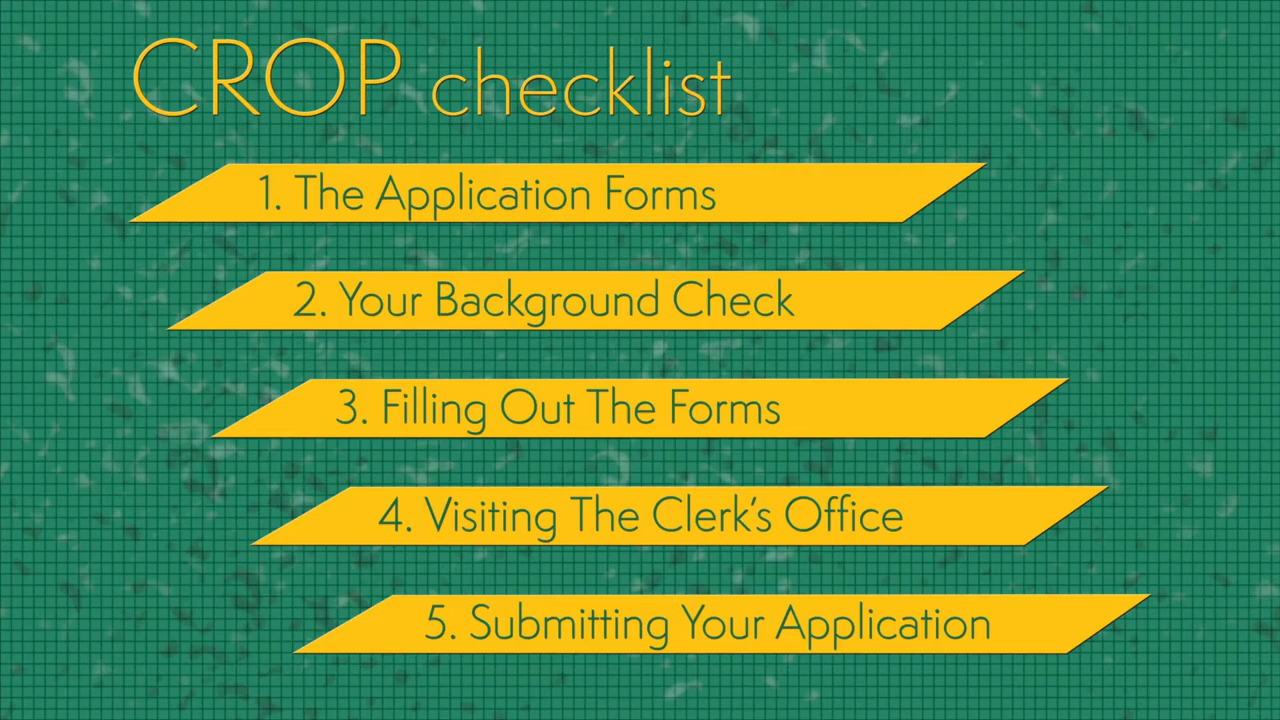 CROP checklist
1. The Application Forms
2. Your Background Check
3. Filling Out The Forms
4. Visiting The Clerk's Office
5. Submitting Your Application